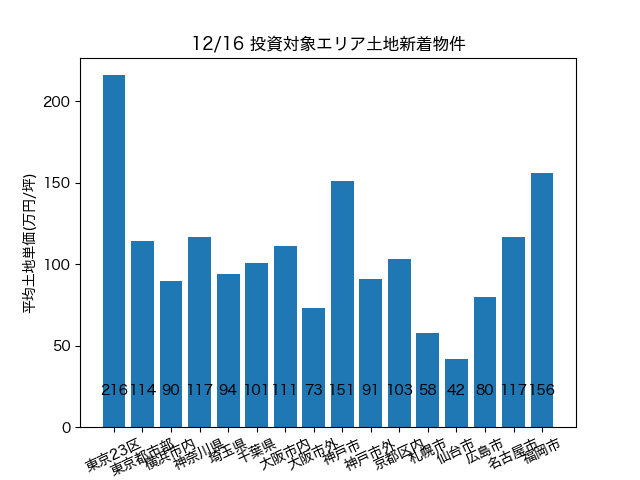 12/16 投資対象エリア土地新着物件
平均土地単価(万円/坪)
200
150
100
50
0
216 114 90 117 94 101 111 73 151 91 103 58 42 80 117 156
東京23区
東京都市部
横浜市内
神奈川県
埼玉県
千葉県
大阪市内
大阪市外
神戸市
神戸市外
京都区内
札幌市
仙台市
広島市
名古屋市
福岡市